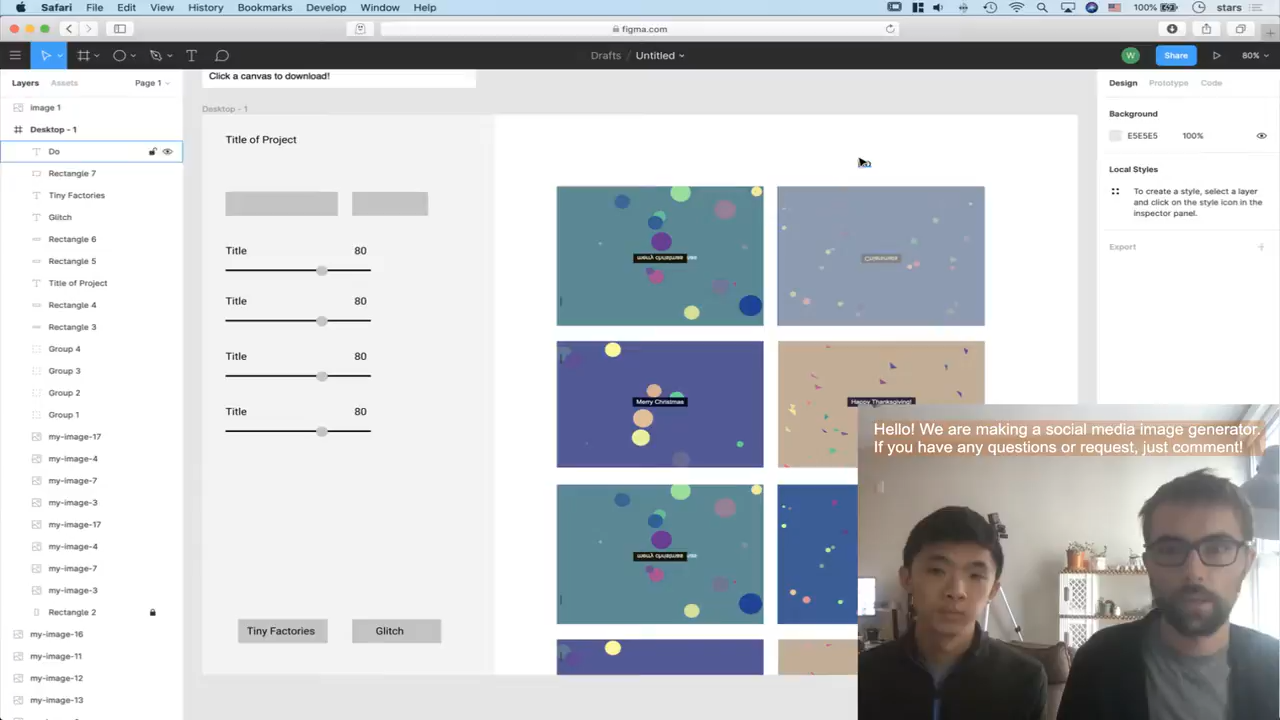 Safari File Edit View History Bookmarks Develop Window Help 100% stars
figma.com
Drafts / Untitled W Share 80%
Layers Assets Page 1
image 1
Desktop - 1
Do
Rectangle 7
Tiny Factories
Glitch
Rectangle 6
Rectangle 5
Title of Project
Rectangle 4
Rectangle 3
Group 4
Group 3
Group 2
Group 1
my-image-17
my-image-4
my-image-7
my-image-3
my-image-17
my-image-4
my-image-7
my-image-3
Rectangle 2
my-image-16
my-image-11
my-image-12
my-image-13
Click a canvas to download!
Desktop - 1
Title of Project
Title 80
Title 80
Title 80
Title 80
Tiny Factories Glitch
Merry Christmas
Happy Thanksgiving!
Design Prototype Code
Background
E5E5E5 100%
Local Styles
To create a style, select a layer
and click on the style icon in the
inspector panel.
Export
Hello! We are making a social media image generator.
If you have any questions or request, just comment!